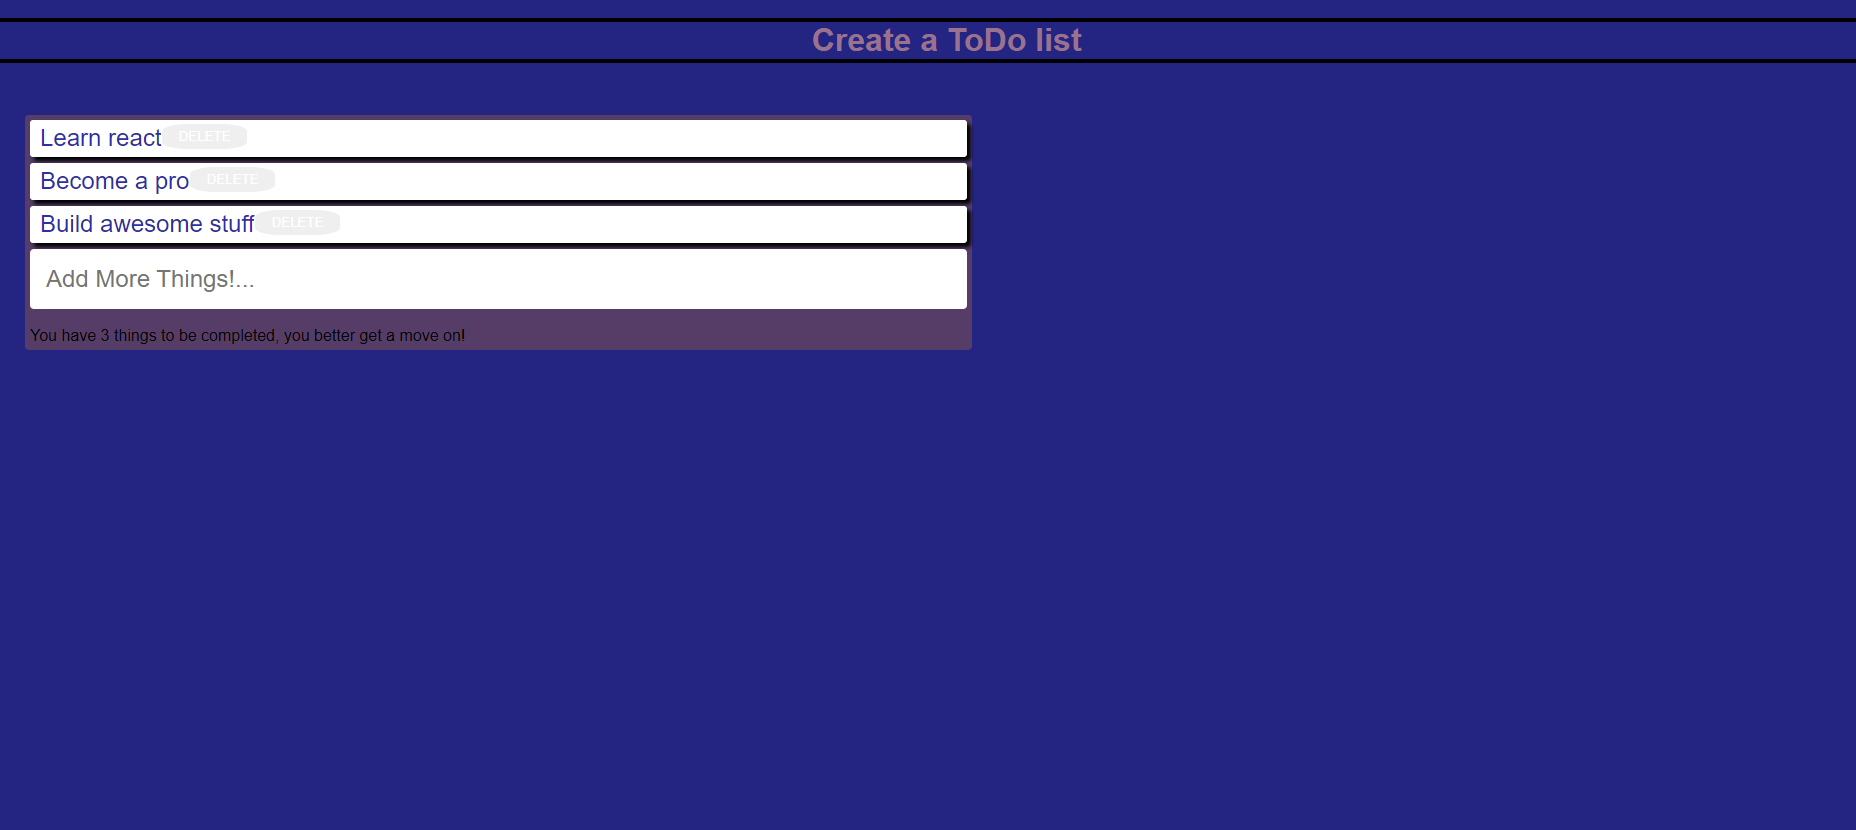 Create a ToDo list
Learn react DELETE
Become a pro DELETE
Build awesome stuff DELETE
Add More Things!...
You have 3 things to be completed, you better get a move on!